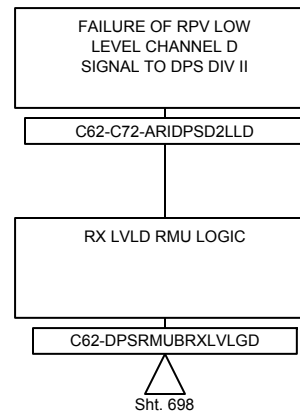 FAILURE OF RPV LOW
LEVEL CHANNEL D
SIGNAL TO DPS DIV II
C62-C72-ARIDPSD2LLD
RX LVLD RMU LOGIC
C62-DPSRMUBRXLVLGD
Sht. 698